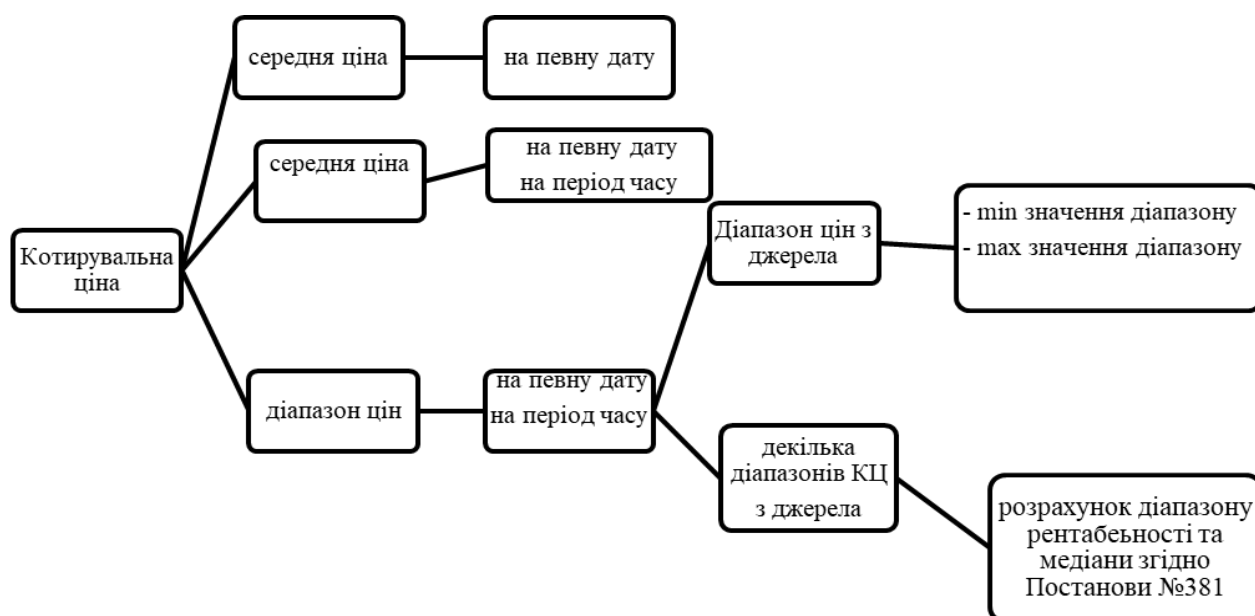 середня ціна
на певну дату
середня ціна
на певну дату
на період часу
Котирувальна
ціна
Діапазон цін з
джерела
- min значення діапазону
- max значення діапазону
діапазон цін
на певну дату
на період часу
декілька
діапазонів КЦ
з джерела
розрахунок діапазону
рентабеьності та
медіани згідно
Постанови №381